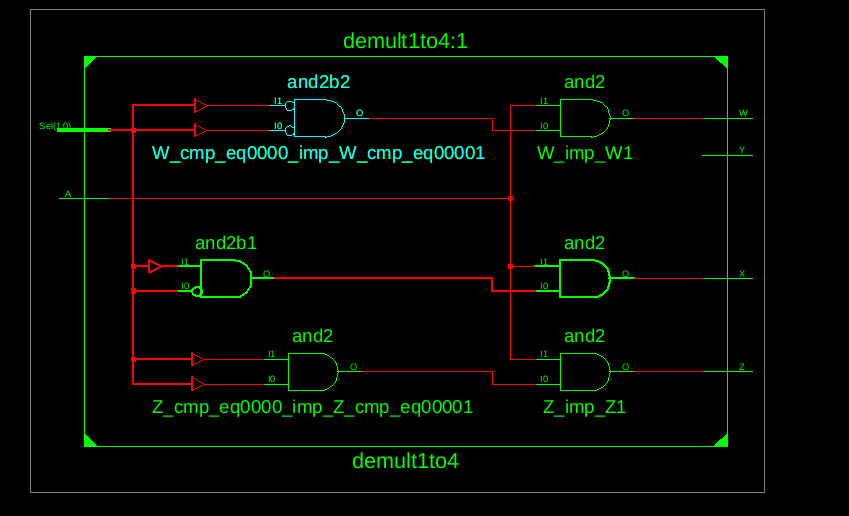 demult1to4:1
and2b2
and2
I1
O
I1
O
W
Sel(1:0)
I0
I0
W_cmp_eq0000_imp_W_cmp_eq00001
W_imp_W1
Y
A
and2b1
and2
I1
O
I1
O
X
I0
I0
and2
and2
I1
O
I1
O
Z
I0
I0
Z_cmp_eq0000_imp_Z_cmp_eq00001
Z_imp_Z1
demult1to4